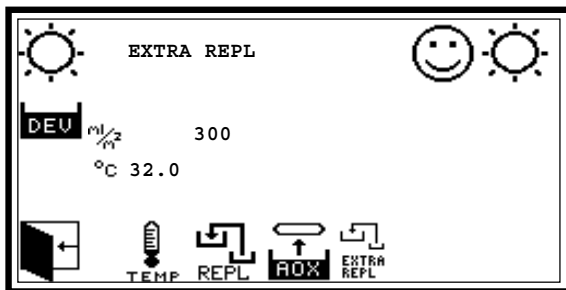 EXTRA REPL
DEV ml/m² 300
°C 32.0
TEMP REPL AOX EXTRA REPL